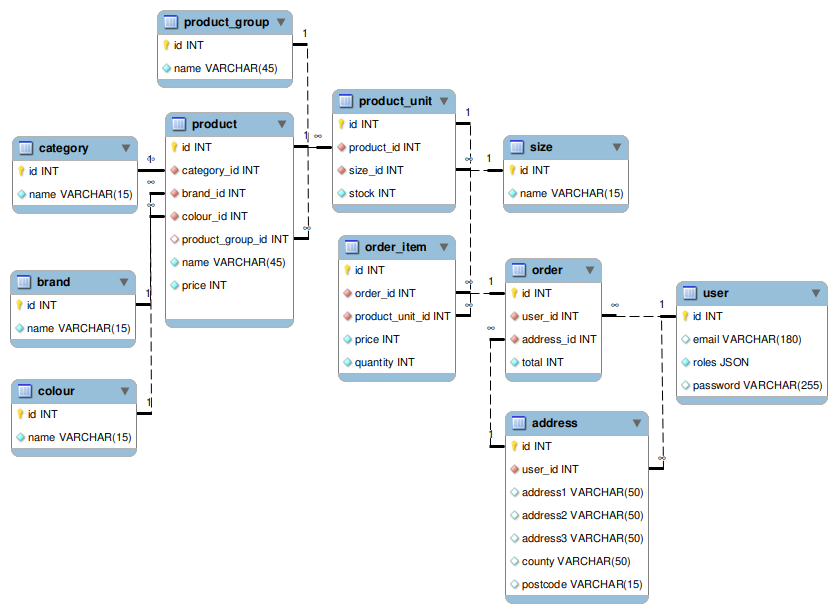 product_group
id INT
name VARCHAR(45)
product
id INT
category_id INT
brand_id INT
colour_id INT
product_group_id INT
name VARCHAR(45)
price INT
category
id INT
name VARCHAR(15)
brand
id INT
name VARCHAR(15)
colour
id INT
name VARCHAR(15)
product_unit
id INT
product_id INT
size_id INT
stock INT
size
id INT
name VARCHAR(15)
order_item
id INT
order_id INT
product_unit_id INT
price INT
quantity INT
order
id INT
user_id INT
address_id INT
total INT
user
id INT
email VARCHAR(180)
roles JSON
password VARCHAR(255)
address
id INT
user_id INT
address1 VARCHAR(50)
address2 VARCHAR(50)
address3 VARCHAR(50)
county VARCHAR(50)
postcode VARCHAR(15)
1
1
∞
1
∞
1
∞
∞
∞
1
1
∞
1
∞
1
∞
∞
1
∞
1
∞